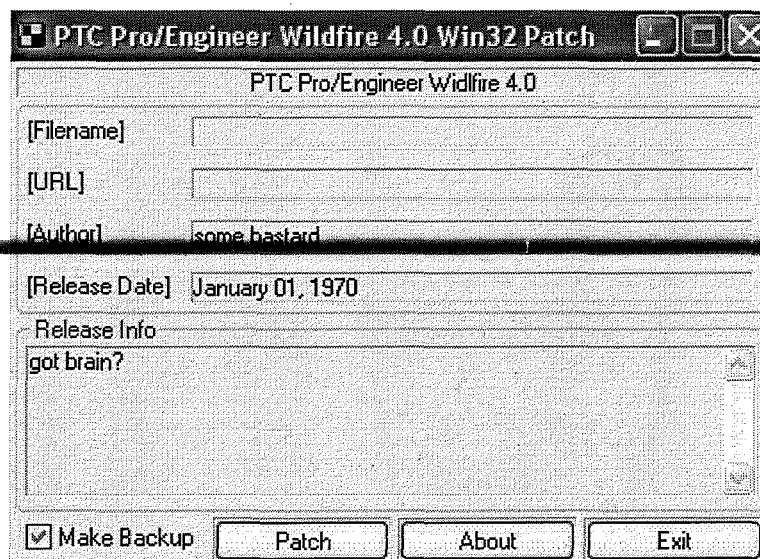 PTC Pro/Engineer Wildfire 4.0 Win32 Patch
PTC Pro/Engineer Widlfire 4.0
[Filename]
[URL]
[Author] some bastard
[Release Date] January 01, 1970
Release Info
got brain?
Make Backup Patch About Exit